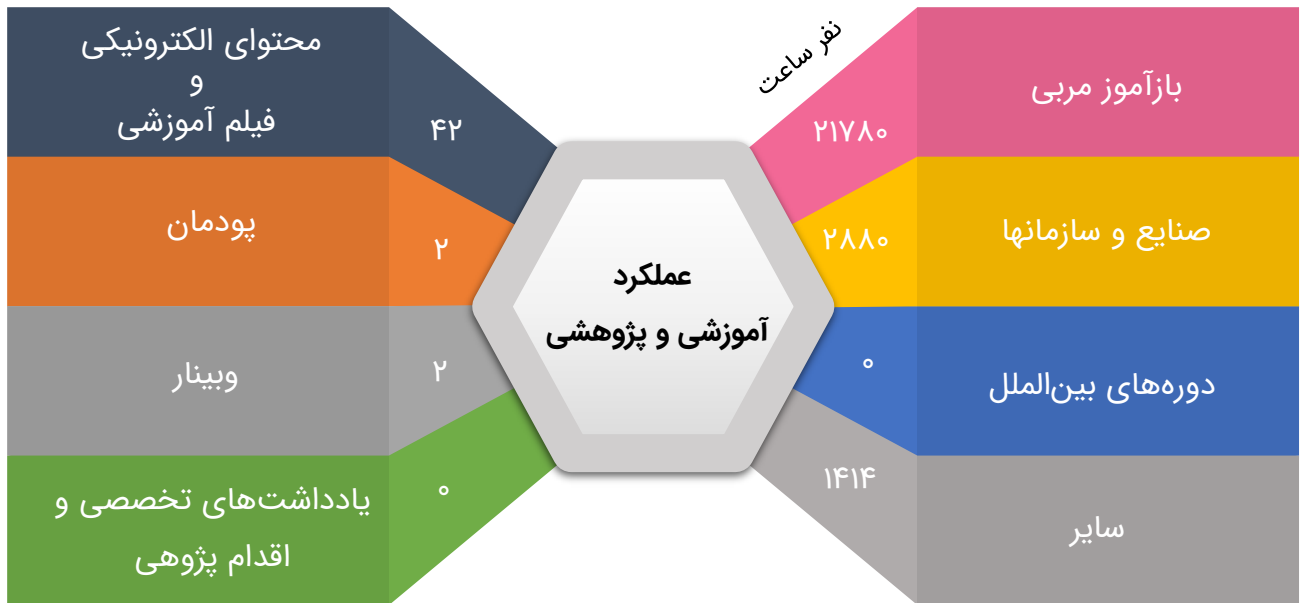 نفر ساعت
بازآموز مربی
۲۱۷۸۰
صنایع و سازمانها
۲۸۸۰
دوره‌های بین‌الملل
۰
سایر
۱۴۱۴
عملکرد
آموزشی و پژوهشی
محتوای الکترونیکی
و
فیلم آموزشی
۴۲
پودمان
۲
وبینار
۲
یادداشت‌های تخصصی و
اقدام پژوهی
۰